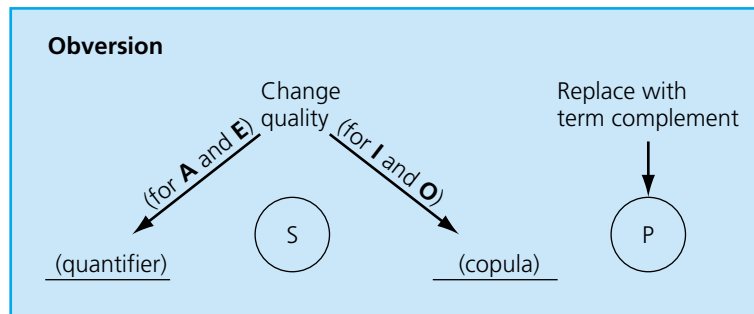 Obversion
Change
quality
Replace with
term complement
(for A and E)
(for I and O)
S
P
(quantifier)
(copula)